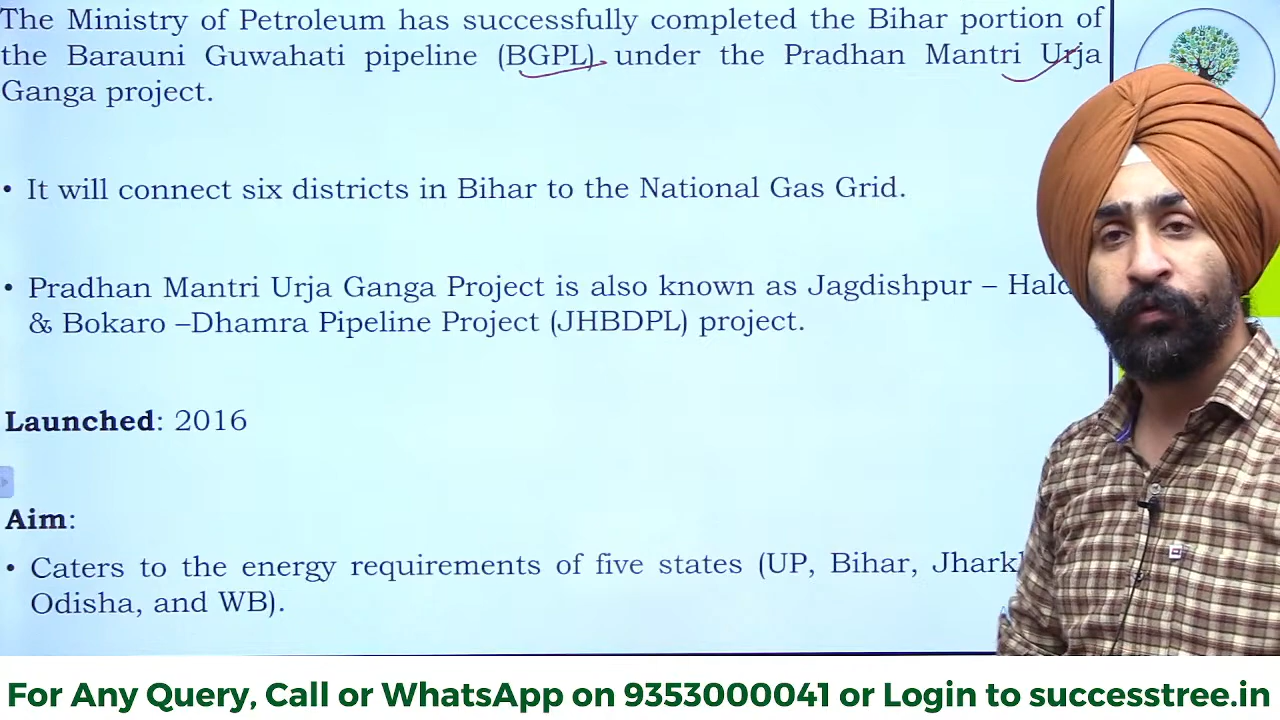 The Ministry of Petroleum has successfully completed the Bihar portion of
the Barauni Guwahati pipeline (BGPL) under the Pradhan Mantri Urja
Ganga project.
• It will connect six districts in Bihar to the National Gas Grid.
• Pradhan Mantri Urja Ganga Project is also known as Jagdishpur –
& Bokaro –Dhamra Pipeline Project (JHBDPL) project.
Launched: 2016
Aim:
• Caters to the energy requirements of five states (UP, Bihar,
Odisha, and WB).
For Any Query, Call or WhatsApp on 9353000041 or Login to successtree.in